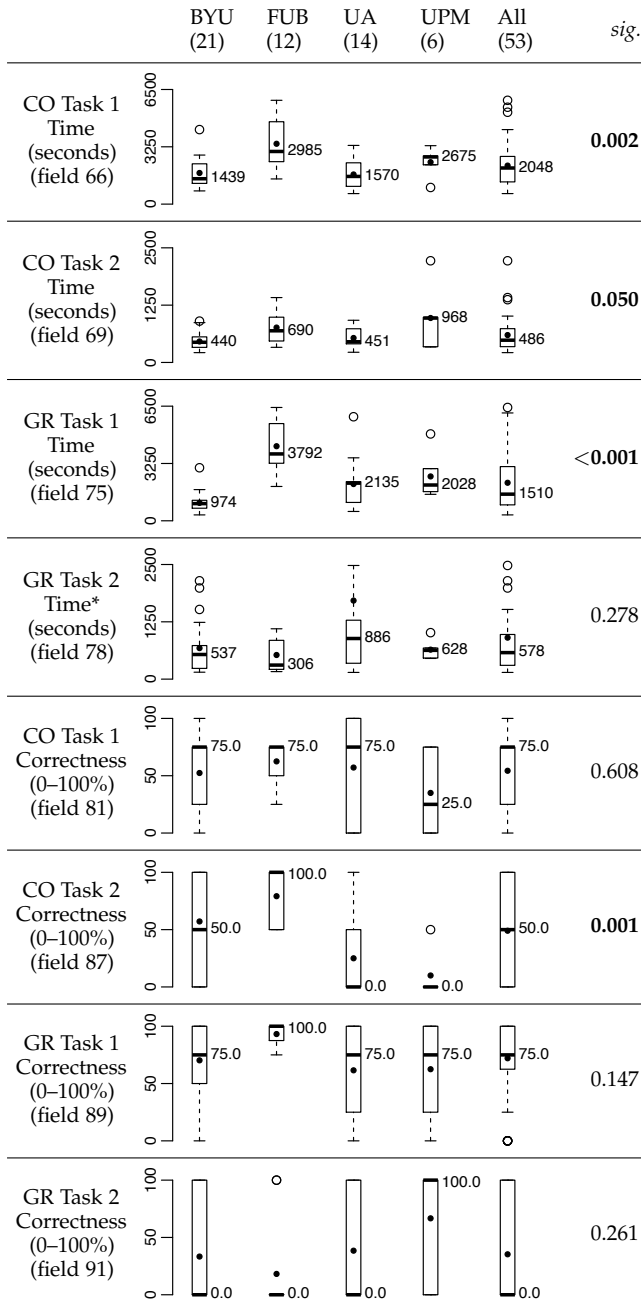 BYU FUB UA UPM All
(21) (12) (14) (6) (53) sig.
CO Task 1
Time
(seconds)
(field 66)
0 3250 6500
1439 2985 1570 2675 2048
0.002
CO Task 2
Time
(seconds)
(field 69)
0 1250 2500
440 690 451 968 486
0.050
GR Task 1
Time
(seconds)
(field 75)
0 3250 6500
974 3792 2135 2028 1510
<0.001
GR Task 2
Time*
(seconds)
(field 78)
0 1250 2500
537 306 886 628 578
0.278
CO Task 1
Correctness
(0–100%)
(field 81)
0 50 100
75.0 75.0 75.0 25.0 75.0
0.608
CO Task 2
Correctness
(0–100%)
(field 87)
0 50 100
50.0 100.0 0.0 0.0 50.0
0.001
GR Task 1
Correctness
(0–100%)
(field 89)
0 50 100
75.0 100.0 75.0 75.0 75.0
0.147
GR Task 2
Correctness
(0–100%)
(field 91)
0 50 100
0.0 0.0 0.0 100.0 0.0
0.261